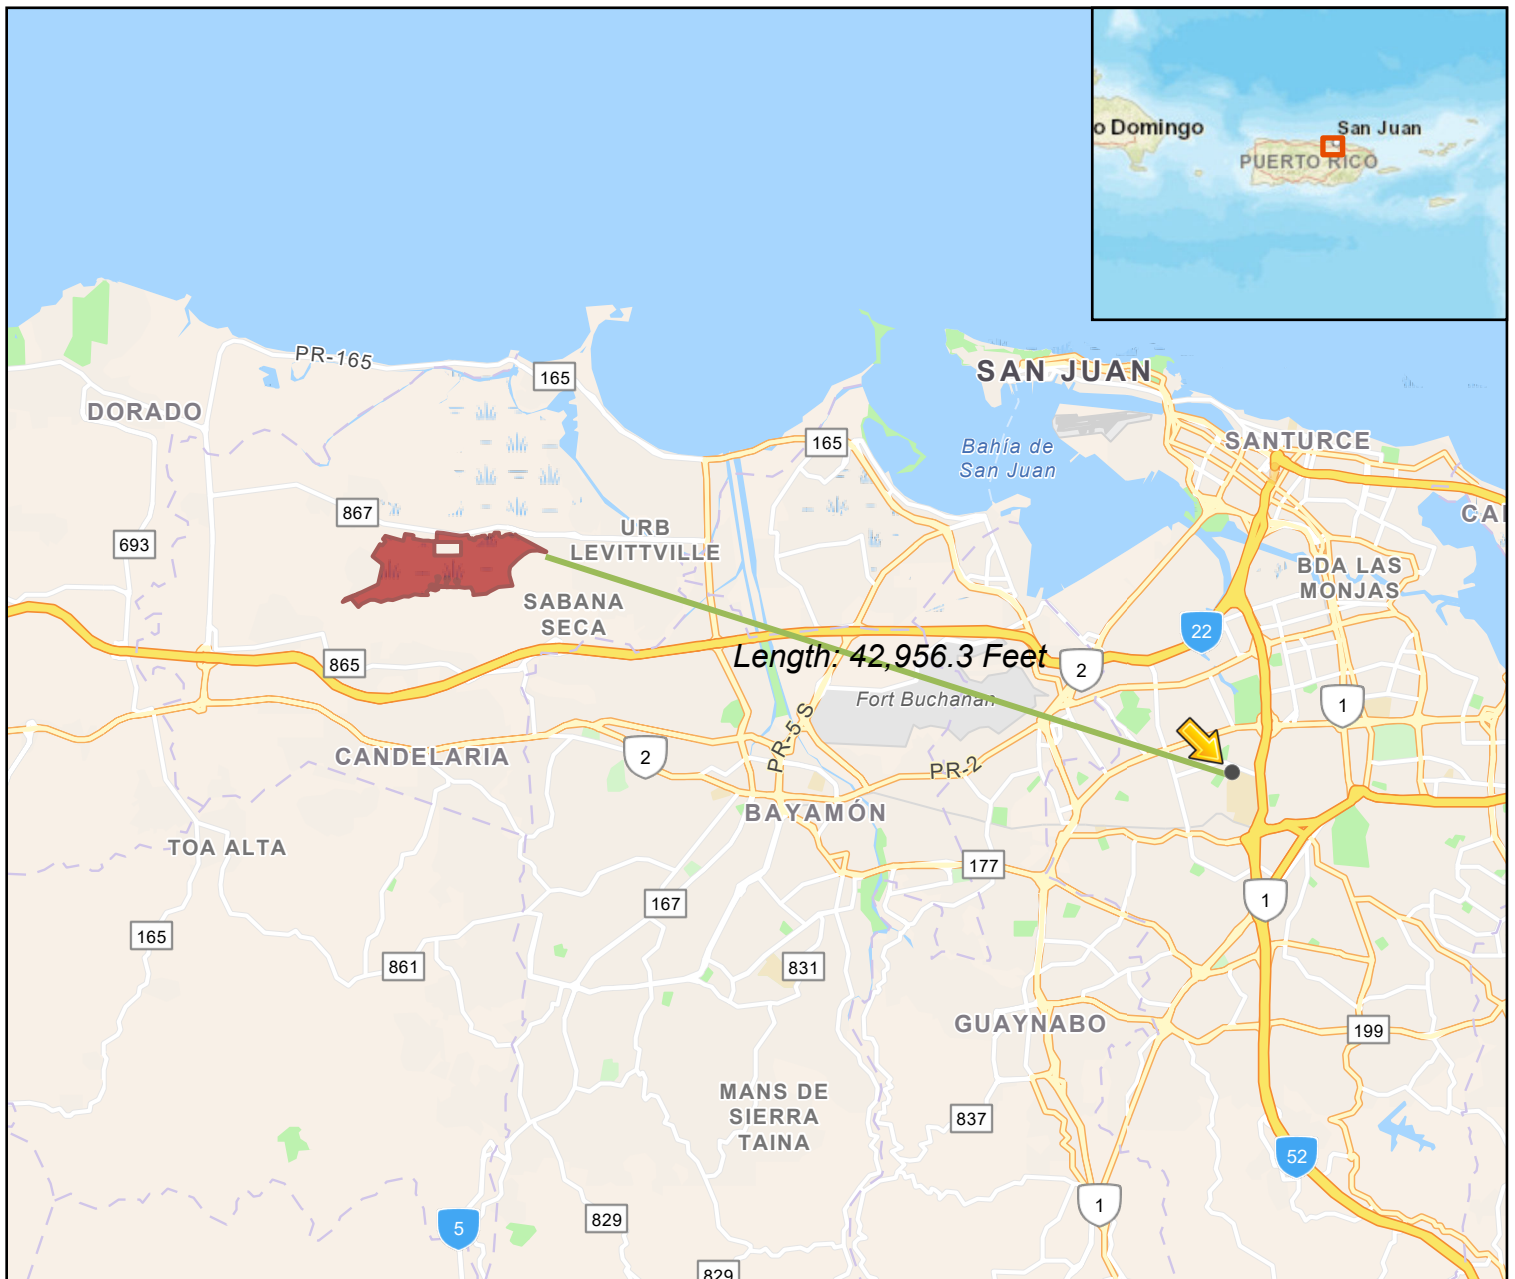 o Domingo
San Juan
PUERTO RICO
PR-165
165
SAN JUAN
DORADO
165
Bahía de
San Juan
SANTURCE
867
693
URB
LEVITTVILLE
CA
BDA LAS
MONJAS
SABANA
SECA
22
865
Length: 42,956.3 Feet
2
Fort Buchanan
1
PR-5 S
CANDELARIA
2
PR-2
BAYAMÓN
TOA ALTA
177
167
1
165
861
831
GUAYNABO
199
MANS DE
SIERRA
TAINA
837
52
1
829
5
829